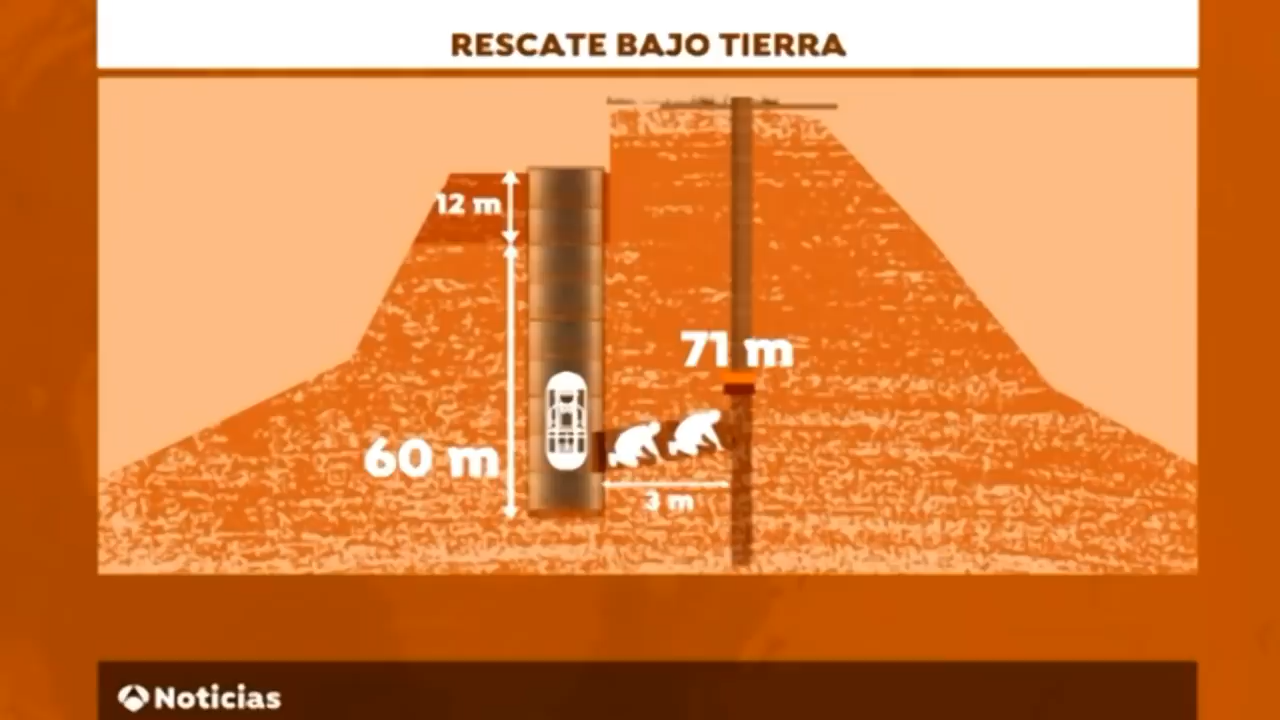 RESCATE BAJO TIERRA
12 m
71 m
60 m
3 m
Noticias